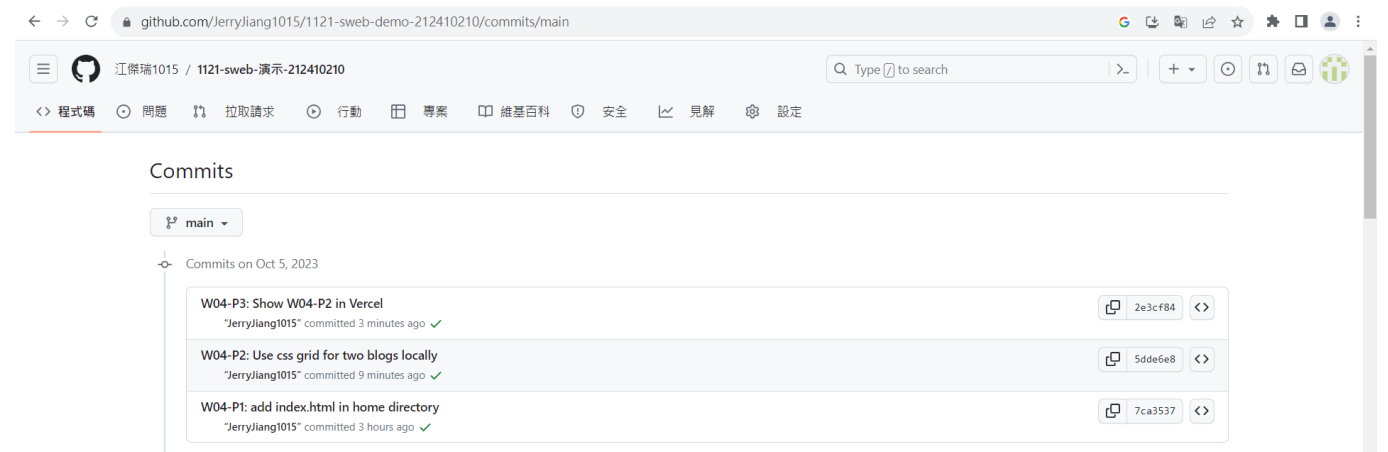 github.com/JerryJiang1015/1121-sweb-demo-212410210/commits/main
江傑瑞1015 / 1121-sweb-演示-212410210
Type / to search
程式碼 問題 拉取請求 行動 專案 維基百科 安全 見解 設定
Commits
main
Commits on Oct 5, 2023
W04-P3: Show W04-P2 in Vercel
"JerryJiang1015" committed 3 minutes ago
2e3cf84
W04-P2: Use css grid for two blogs locally
"JerryJiang1015" committed 9 minutes ago
5dde6e8
W04-P1: add index.html in home directory
"JerryJiang1015" committed 3 hours ago
7ca3537